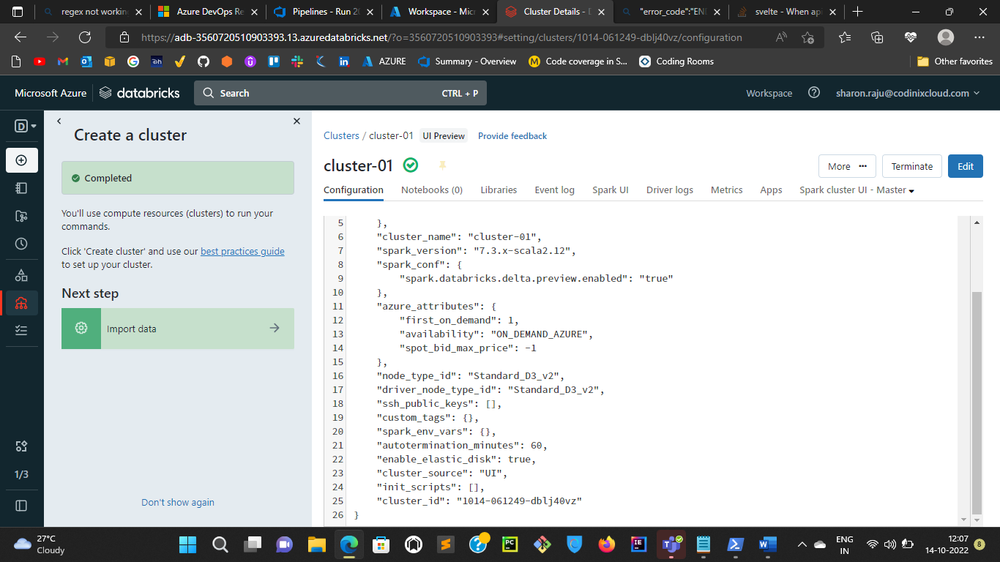 regex not workin
Azure DevOps Re
Pipelines - Run 20
Workspace - Micr
Cluster Details - D
"error_code":"EN
svelte - When ap
https://adb-3560720510903393.13.azuredatabricks.net/?o=3560720510903393#setting/clusters/1014-061249-dblj40vz/configuration
AZURE
Summary - Overview
Code coverage in S...
Coding Rooms
Other favorites
Microsoft Azure
databricks
Search
CTRL + P
Workspace
sharon.raju@codinixcloud.com
D
Create a cluster
Completed
You'll use compute resources (clusters) to run your
commands.
Click 'Create cluster' and use our best practices guide
to set up your cluster.
Next step
Import data
Don't show again
1/3
Clusters / cluster-01 UI Preview Provide feedback
cluster-01
More ···
Terminate
Edit
Configuration
Notebooks (0)
Libraries
Event log
Spark UI
Driver logs
Metrics
Apps
Spark cluster UI - Master
5 },
6 "cluster_name": "cluster-01",
7 "spark_version": "7.3.x-scala2.12",
8 "spark_conf": {
9 "spark.databricks.delta.preview.enabled": "true"
10 },
11 "azure_attributes": {
12 "first_on_demand": 1,
13 "availability": "ON_DEMAND_AZURE",
14 "spot_bid_max_price": -1
15 },
16 "node_type_id": "Standard_D3_v2",
17 "driver_node_type_id": "Standard_D3_v2",
18 "ssh_public_keys": [],
19 "custom_tags": {},
20 "spark_env_vars": {},
21 "autotermination_minutes": 60,
22 "enable_elastic_disk": true,
23 "cluster_source": "UI",
24 "init_scripts": [],
25 "cluster_id": "1014-061249-dblj40vz"
26 }
27°C
Cloudy
ENG
IN
12:07
14-10-2022
8